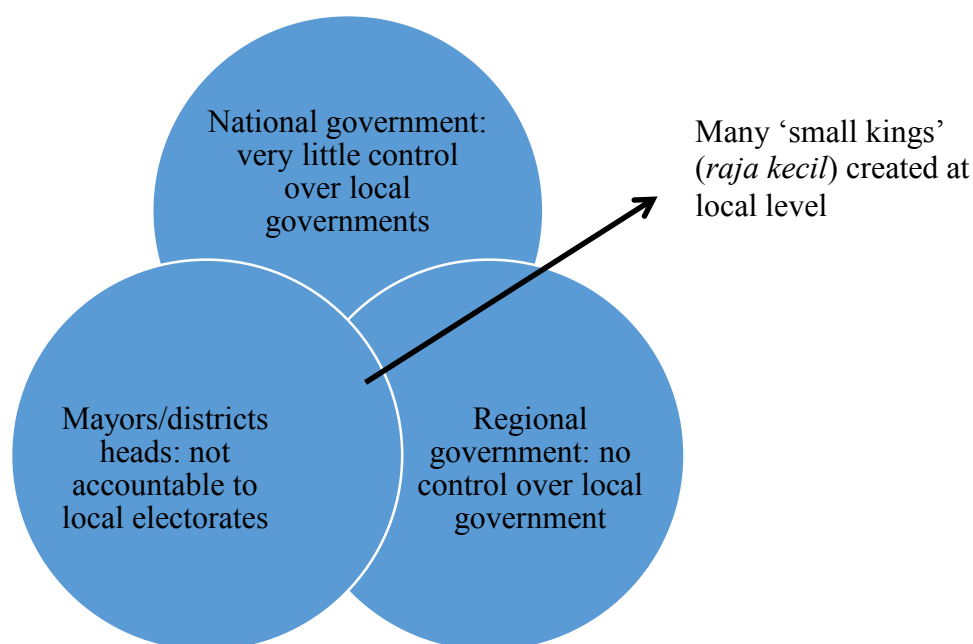 National government:
very little control
over local
governments
Many ‘small kings’
(raja kecil) created at
local level
Mayors/districts
heads: not
accountable to
local electorates
Regional
government: no
control over local
government